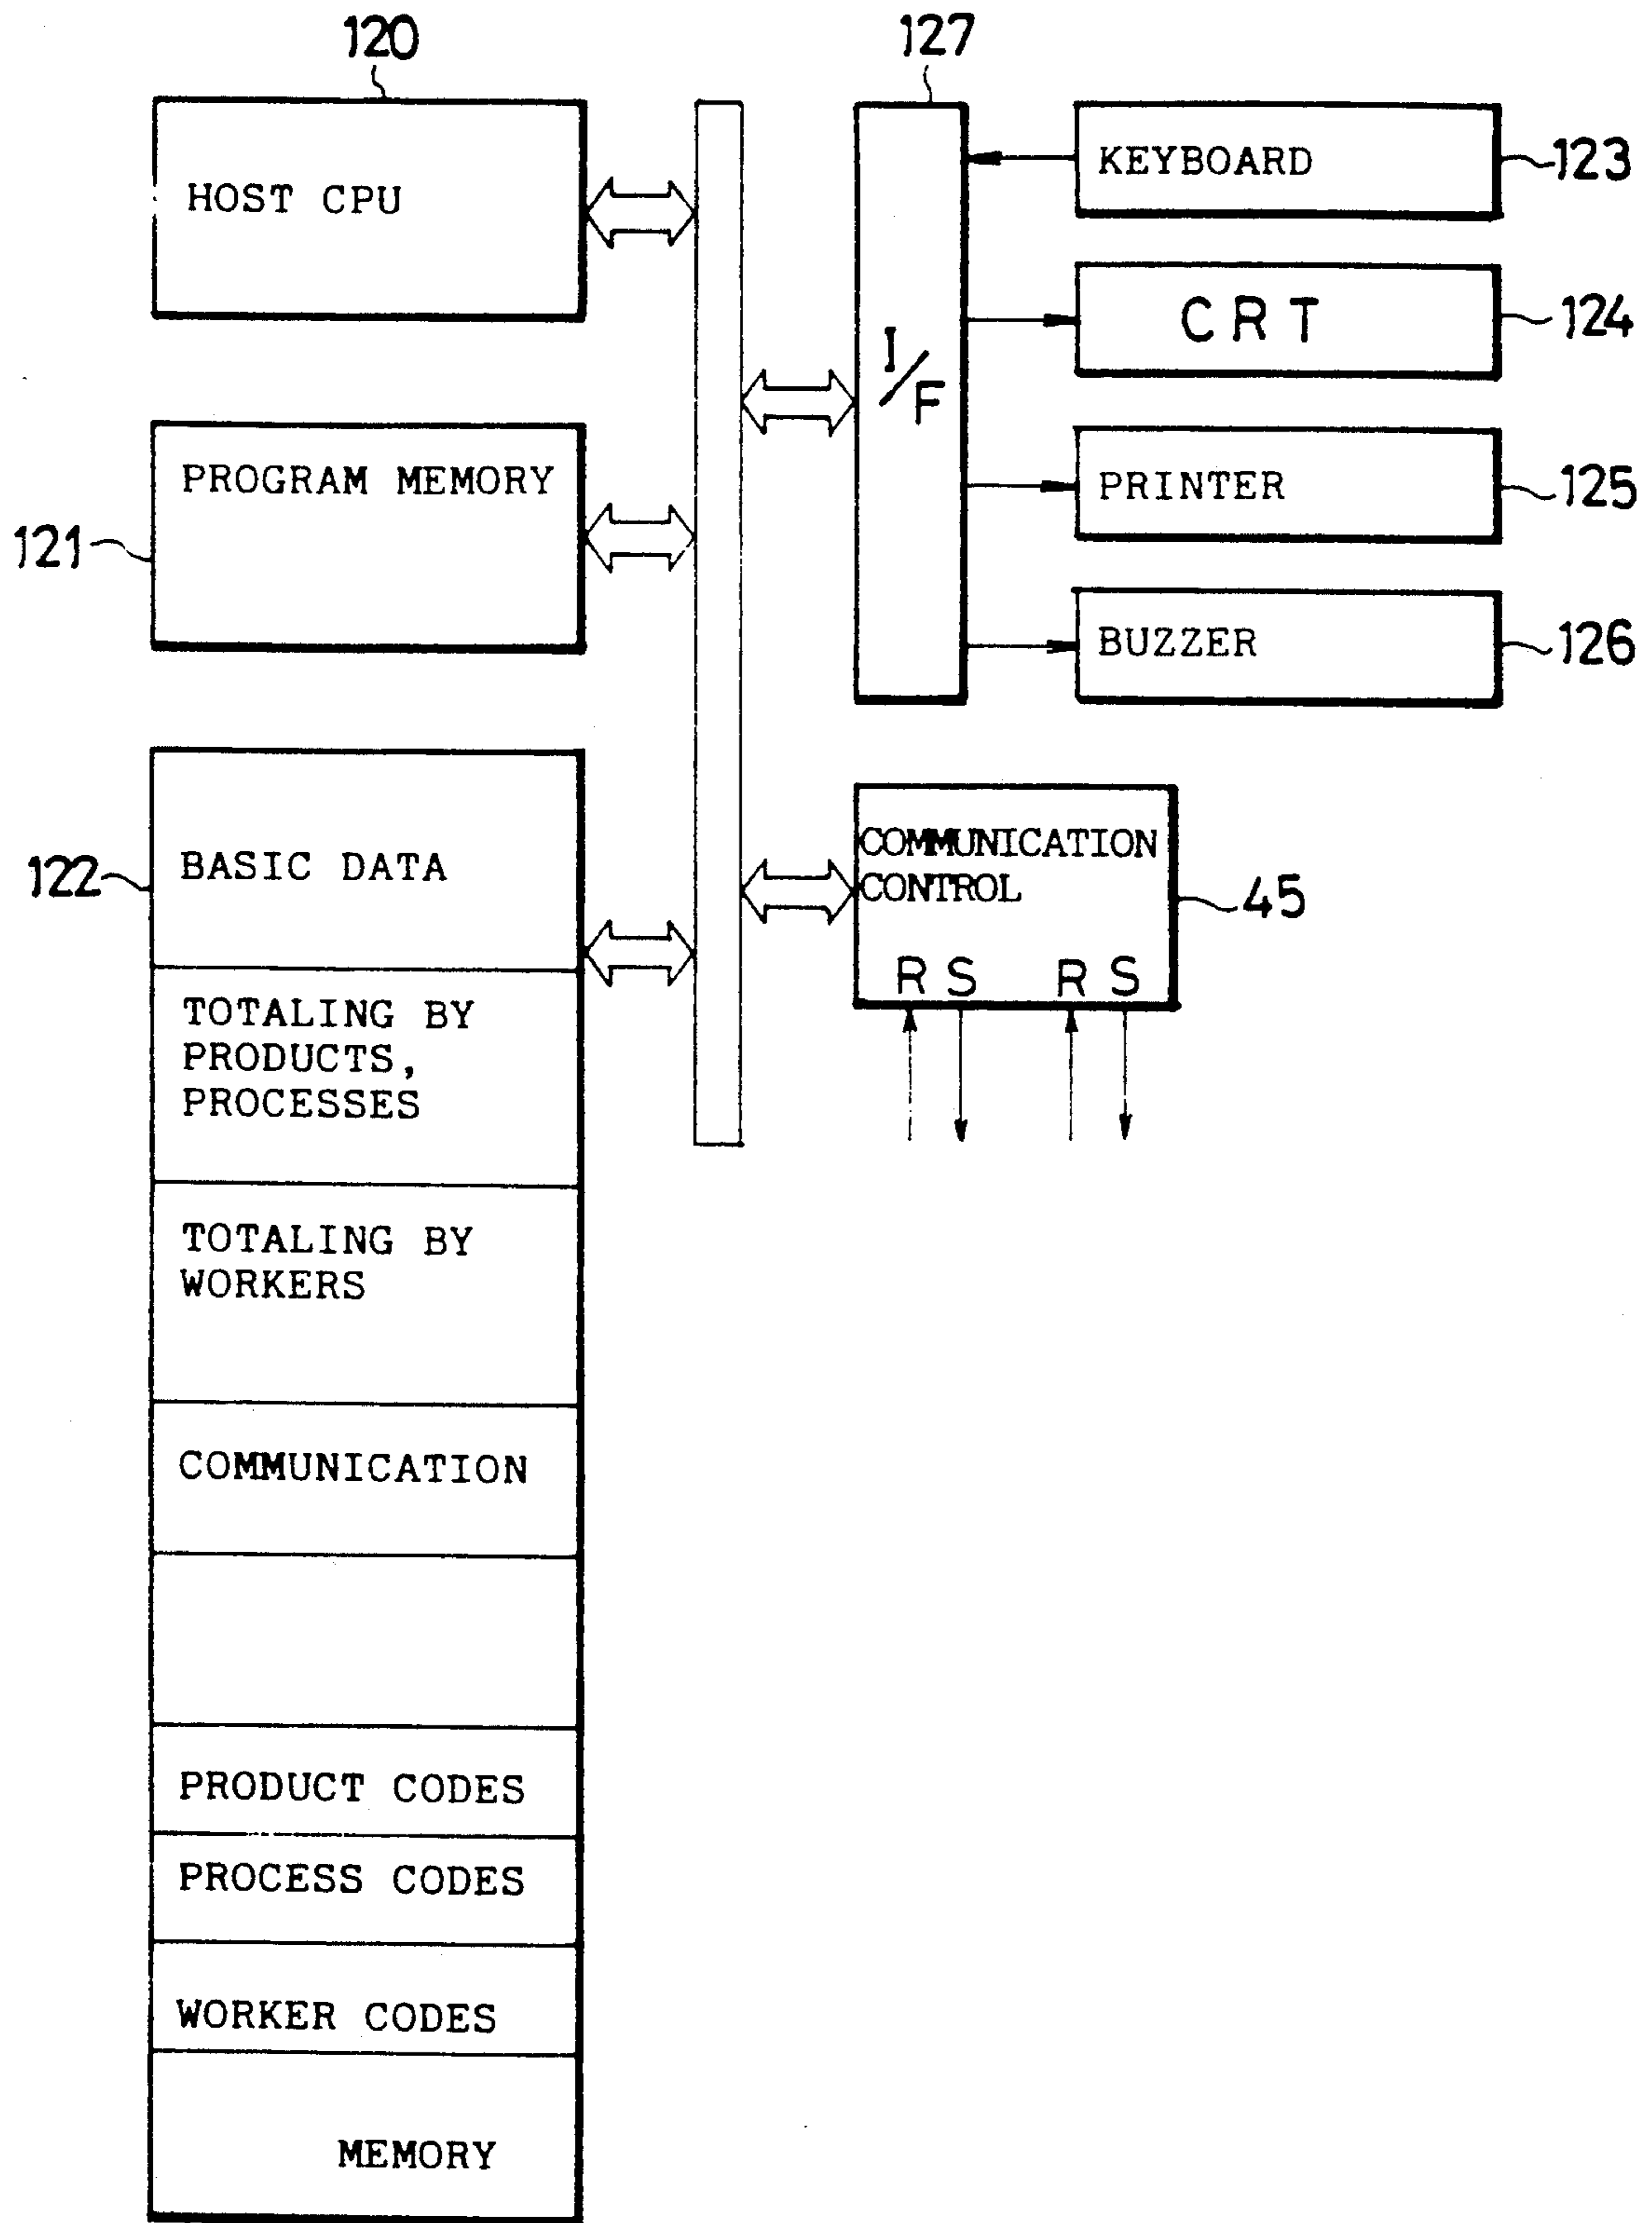 120
127
HOST CPU
KEYBOARD
123
CRT
124
I/F
PROGRAM MEMORY
121
PRINTER
125
BUZZER
126
122
BASIC DATA
COMMUNICATION
CONTROL
45
R S R S
TOTALING BY
PRODUCTS,
PROCESSES
TOTALING BY
WORKERS
COMMUNICATION
PRODUCT CODES
PROCESS CODES
WORKER CODES
MEMORY